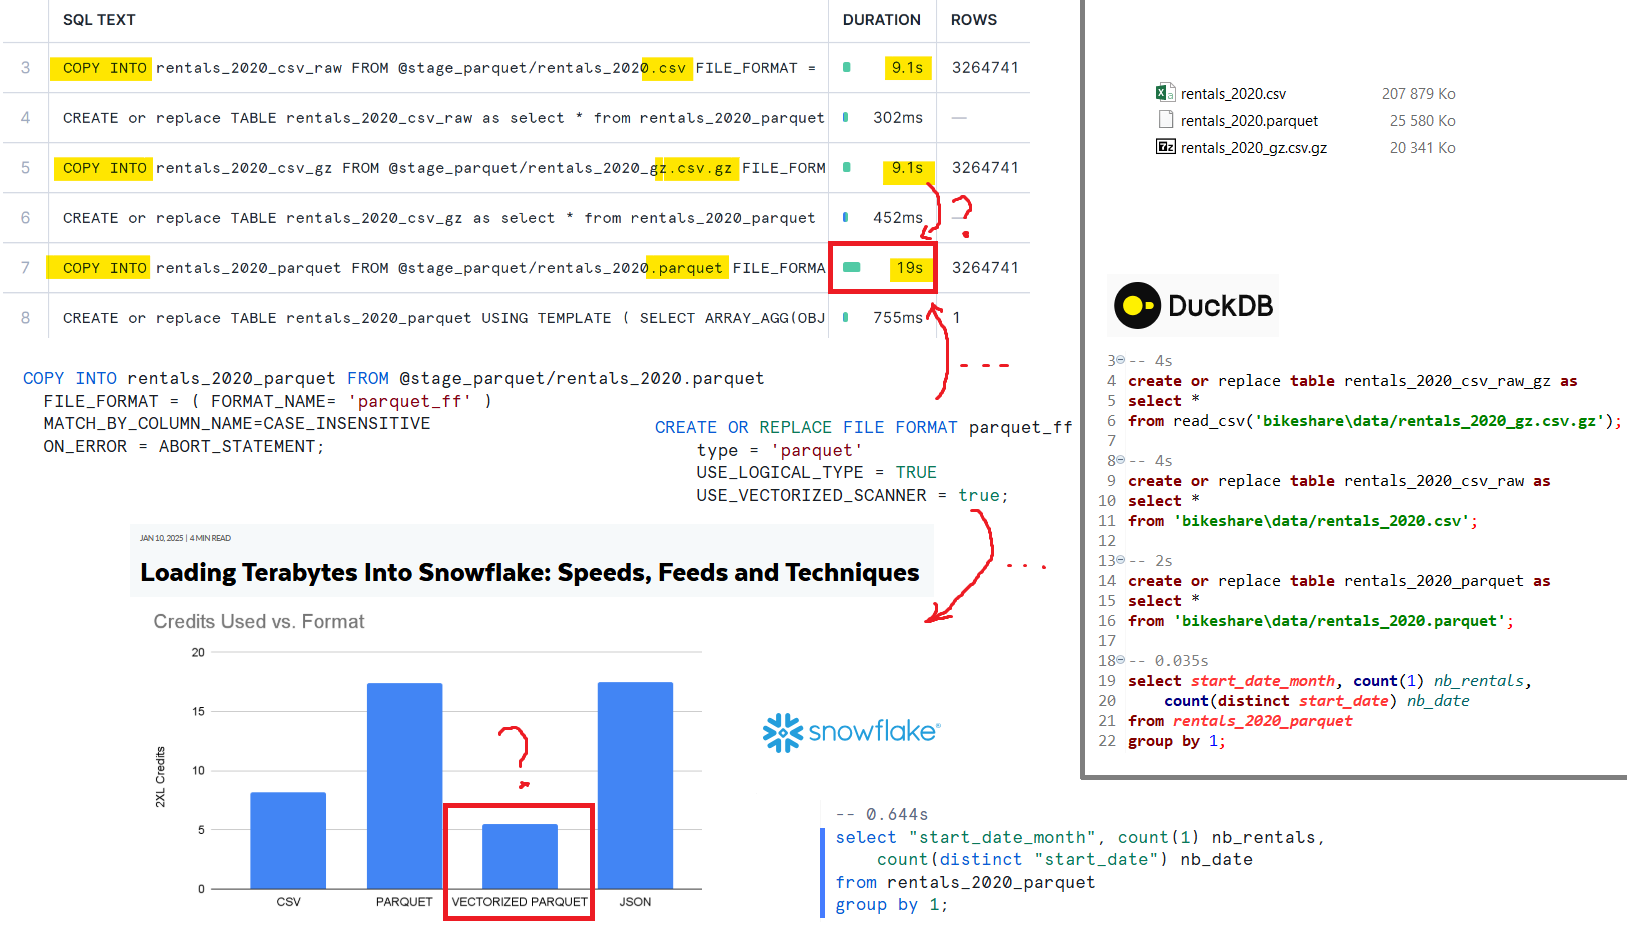 SQL TEXT DURATION ROWS
3 COPY INTO rentals_2020_csv_raw FROM @stage_parquet/rentals_2020.csv FILE_FORMAT = 9.1s 3264741
4 CREATE or replace TABLE rentals_2020_csv_raw as select * from rentals_2020_parquet 302ms —
5 COPY INTO rentals_2020_csv_gz FROM @stage_parquet/rentals_2020_gz.csv.gz FILE_FORM 9.1s 3264741
6 CREATE or replace TABLE rentals_2020_csv_gz as select * from rentals_2020_parquet 452ms —
?
7 COPY INTO rentals_2020_parquet FROM @stage_parquet/rentals_2020.parquet FILE_FORMA 19s 3264741
8 CREATE or replace TABLE rentals_2020_parquet USING TEMPLATE ( SELECT ARRAY_AGG(OBJ 755ms 1
COPY INTO rentals_2020_parquet FROM @stage_parquet/rentals_2020.parquet
FILE_FORMAT = ( FORMAT_NAME= 'parquet_ff' )
MATCH_BY_COLUMN_NAME=CASE_INSENSITIVE
ON_ERROR = ABORT_STATEMENT;
CREATE OR REPLACE FILE FORMAT parquet_ff
type = 'parquet'
USE_LOGICAL_TYPE = TRUE
USE_VECTORIZED_SCANNER = true;
JAN 10, 2025 | 4 MIN READ
Loading Terabytes Into Snowflake: Speeds, Feeds and Techniques
Credits Used vs. Format
20
15
10
5
0
2XL Credits
?
CSV PARQUET VECTORIZED PARQUET JSON
snowflake®
-- 0.644s
select "start_date_month", count(1) nb_rentals,
count(distinct "start_date") nb_date
from rentals_2020_parquet
group by 1;
rentals_2020.csv 207 879 Ko
rentals_2020.parquet 25 580 Ko
7z rentals_2020_gz.csv.gz 20 341 Ko
DuckDB
3 -- 4s
4 create or replace table rentals_2020_csv_raw_gz as
5 select *
6 from read_csv('bikeshare\data/rentals_2020_gz.csv.gz');
7
8 -- 4s
9 create or replace table rentals_2020_csv_raw as
10 select *
11 from 'bikeshare\data/rentals_2020.csv';
12
13 -- 2s
14 create or replace table rentals_2020_parquet as
15 select *
16 from 'bikeshare\data/rentals_2020.parquet';
17
18 -- 0.035s
19 select start_date_month, count(1) nb_rentals,
20 count(distinct start_date) nb_date
21 from rentals_2020_parquet
22 group by 1;